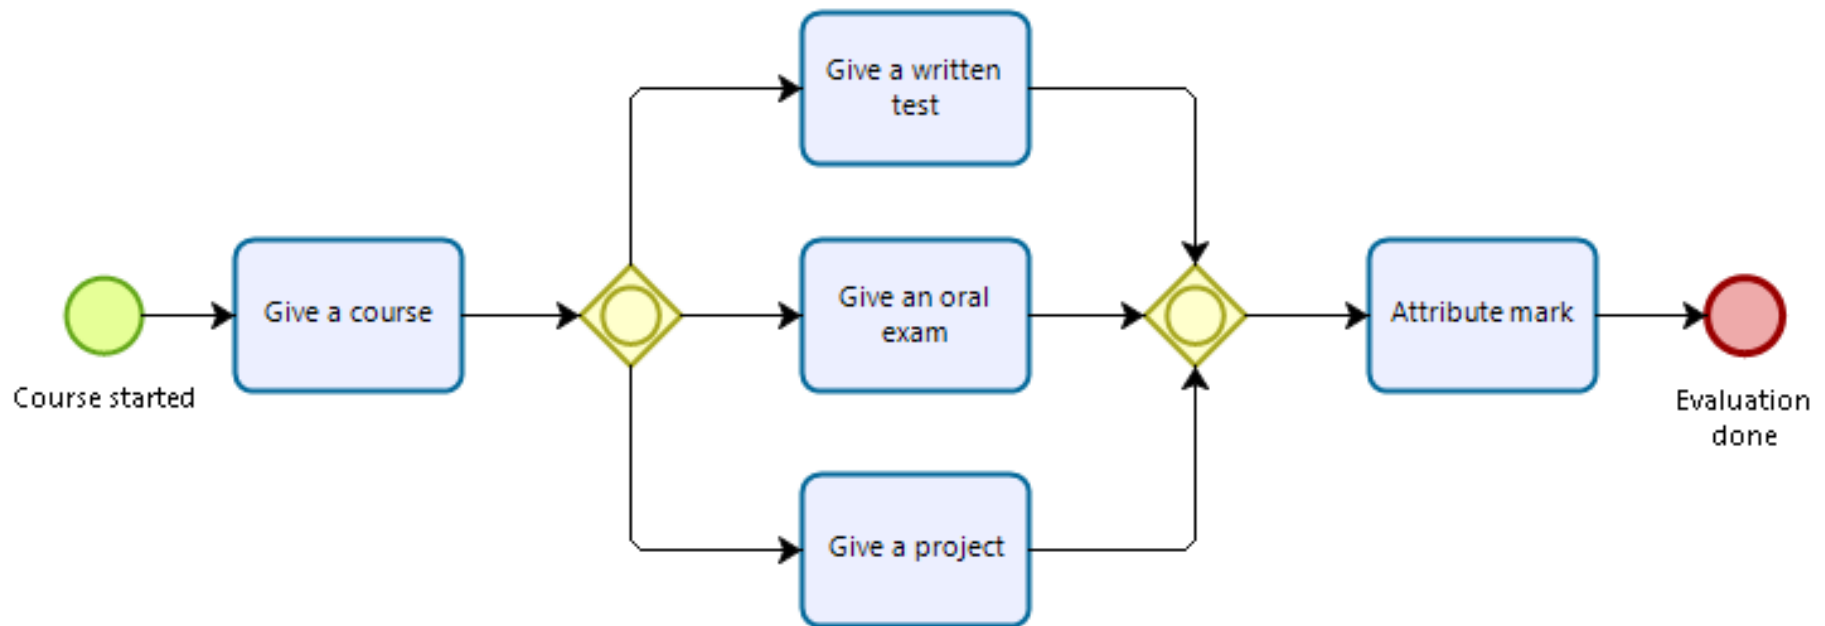 Give a written
test
Give a course
Give an oral
exam
Attribute mark
Course started
Evaluation
done
Give a project